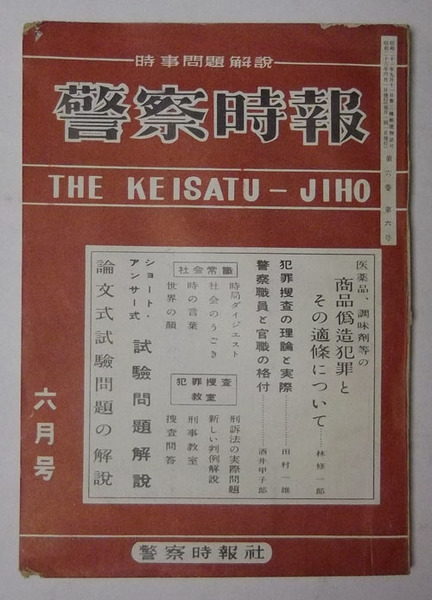 時事問題解説
警察時報
THE KEISATU – JIHO
第六巻 第六号
医薬品、調味剤等の
商品偽造犯罪と
その適條について………林修一郎
犯罪捜査の理論と実際………田村一雄
警察職員と官職の格付………酒井甲子郎
社会常識
時局ダイジェスト
社会のうごき
時の言葉
世界の顔
犯罪捜査
教室
刑訴法の実際問題
新しい判例解説
刑事教室
捜査問答
ショート・
アンサー式
試験問題解説
論文式試験問題の解説
六月号
警察時報社